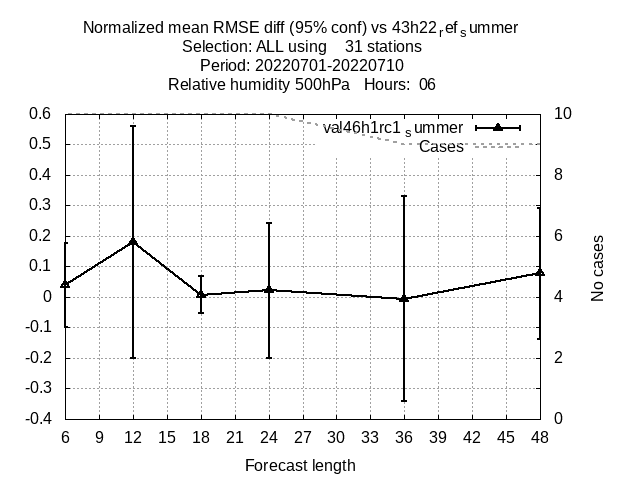 Normalized mean RMSE diff (95% conf) vs 43h22ref summer
Selection: ALL using 31 stations
Period: 20220701-20220710
Relative humidity 500hPa Hours: 06
val46h1rc1summer
Cases
0.6
0.5
0.4
0.3
0.2
0.1
0
-0.1
-0.2
-0.3
-0.4
10
8
6
4
2
0
No cases
6 9 12 15 18 21 24 27 30 33 36 39 42 45 48
Forecast length